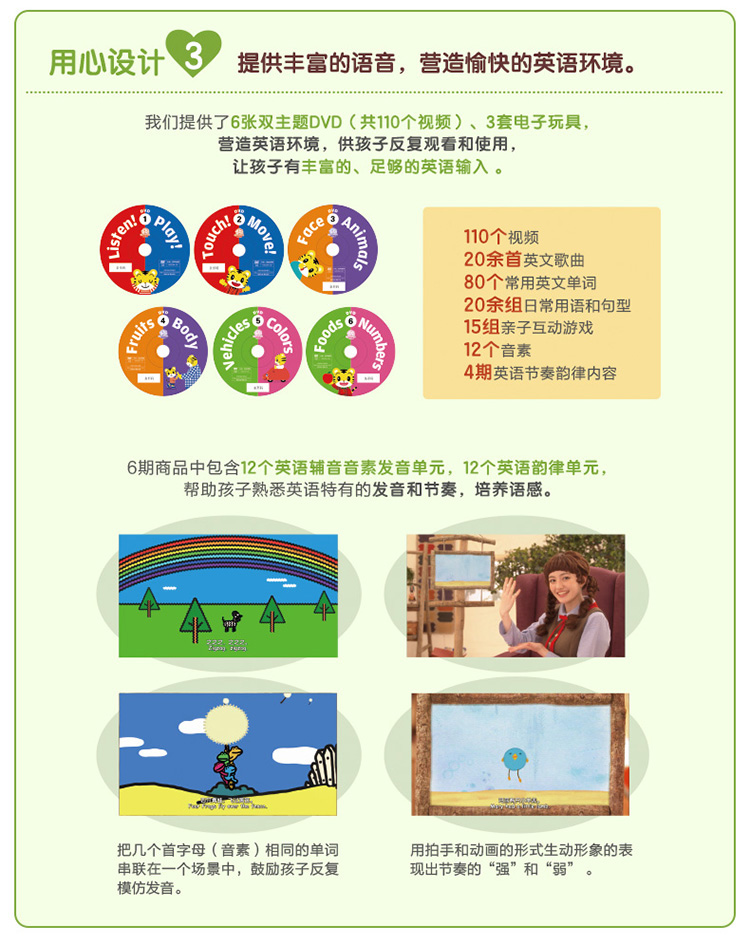 用心设计 3 提供丰富的语音，营造愉快的英语环境。
我们提供了6张双主题DVD（共110个视频）、3套电子玩具，
营造英语环境，供孩子反复观看和使用，
让孩子有丰富的、足够的英语输入 。
DVD 1 Listen! Play!
DVD 2 Touch! Move!
DVD 3 Face Animals
DVD 4 Fruits Body
DVD 5 Vehicles Colors
DVD 6 Foods Numbers
110个视频
20余首英文歌曲
80个常用英文单词
20余组日常用语和句型
15组亲子互动游戏
12个音素
4期英语节奏韵律内容
6期商品中包含12个英语辅音音素发音单元，12个英语韵律单元，
帮助孩子熟悉英语特有的发音和节奏，培养语感。
把几个首字母（音素）相同的单词
串联在一个场景中，鼓励孩子反复
模仿发音。
用拍手和动画的形式生动形象的表
现出节奏的“强”和“弱” 。